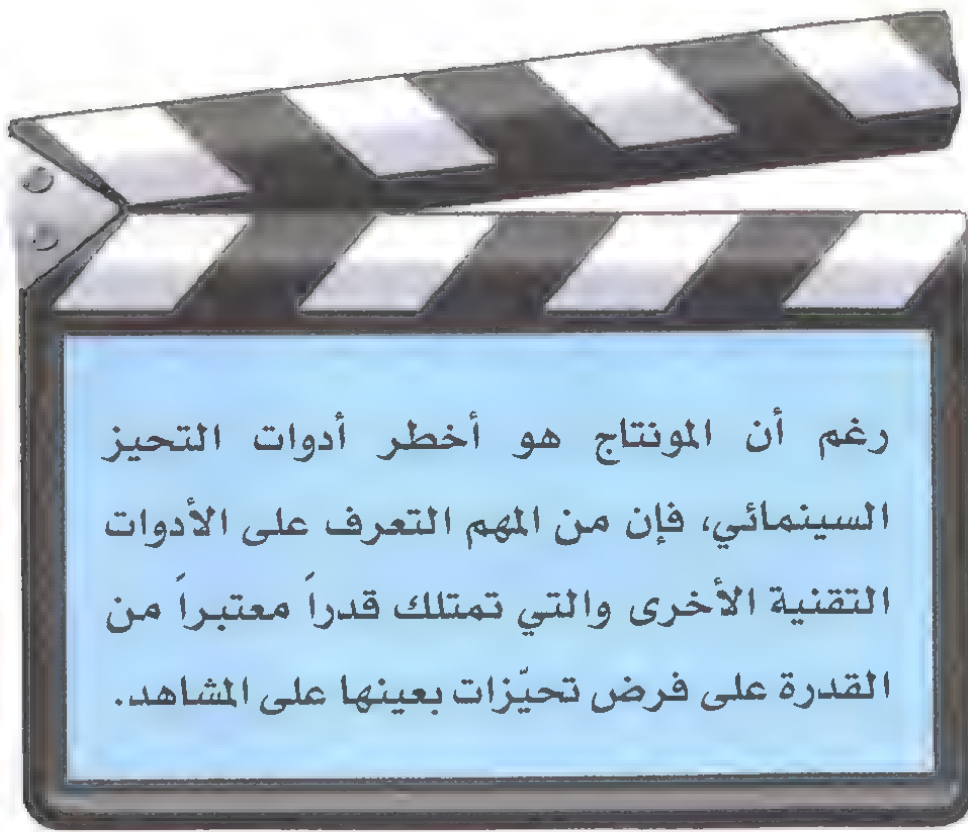 رغم أن المونتاج هو أخطر أدوات التحيز
السينمائي، فإن من المهم التعرف على الأدوات
التقنية الأخرى والتي تمتلك قدراً معتبراً من
القدرة على فرض تحيّزات بعينها على المشاهد.